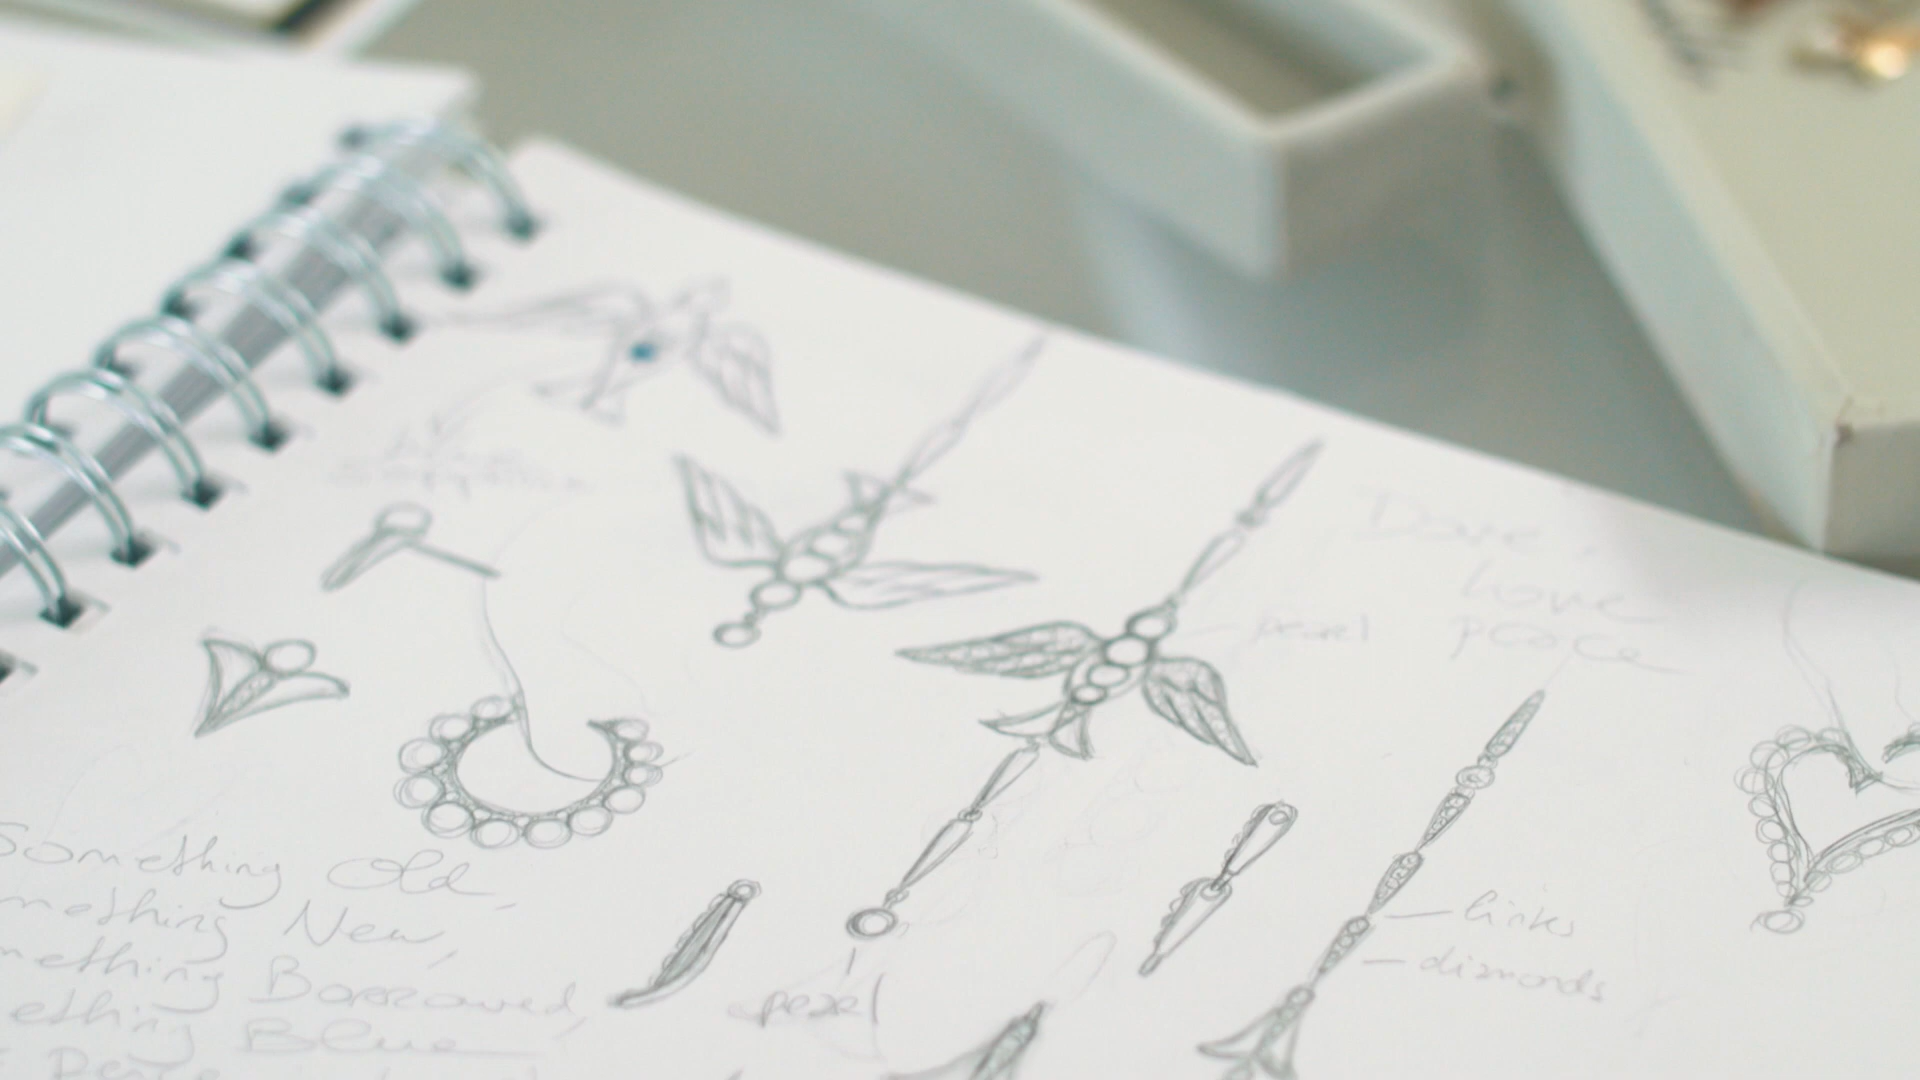 Dove,
Love
peace
pearl
links
diamonds
pearl
Something Old,
mething New,
mething Borrowed,
ething Blue